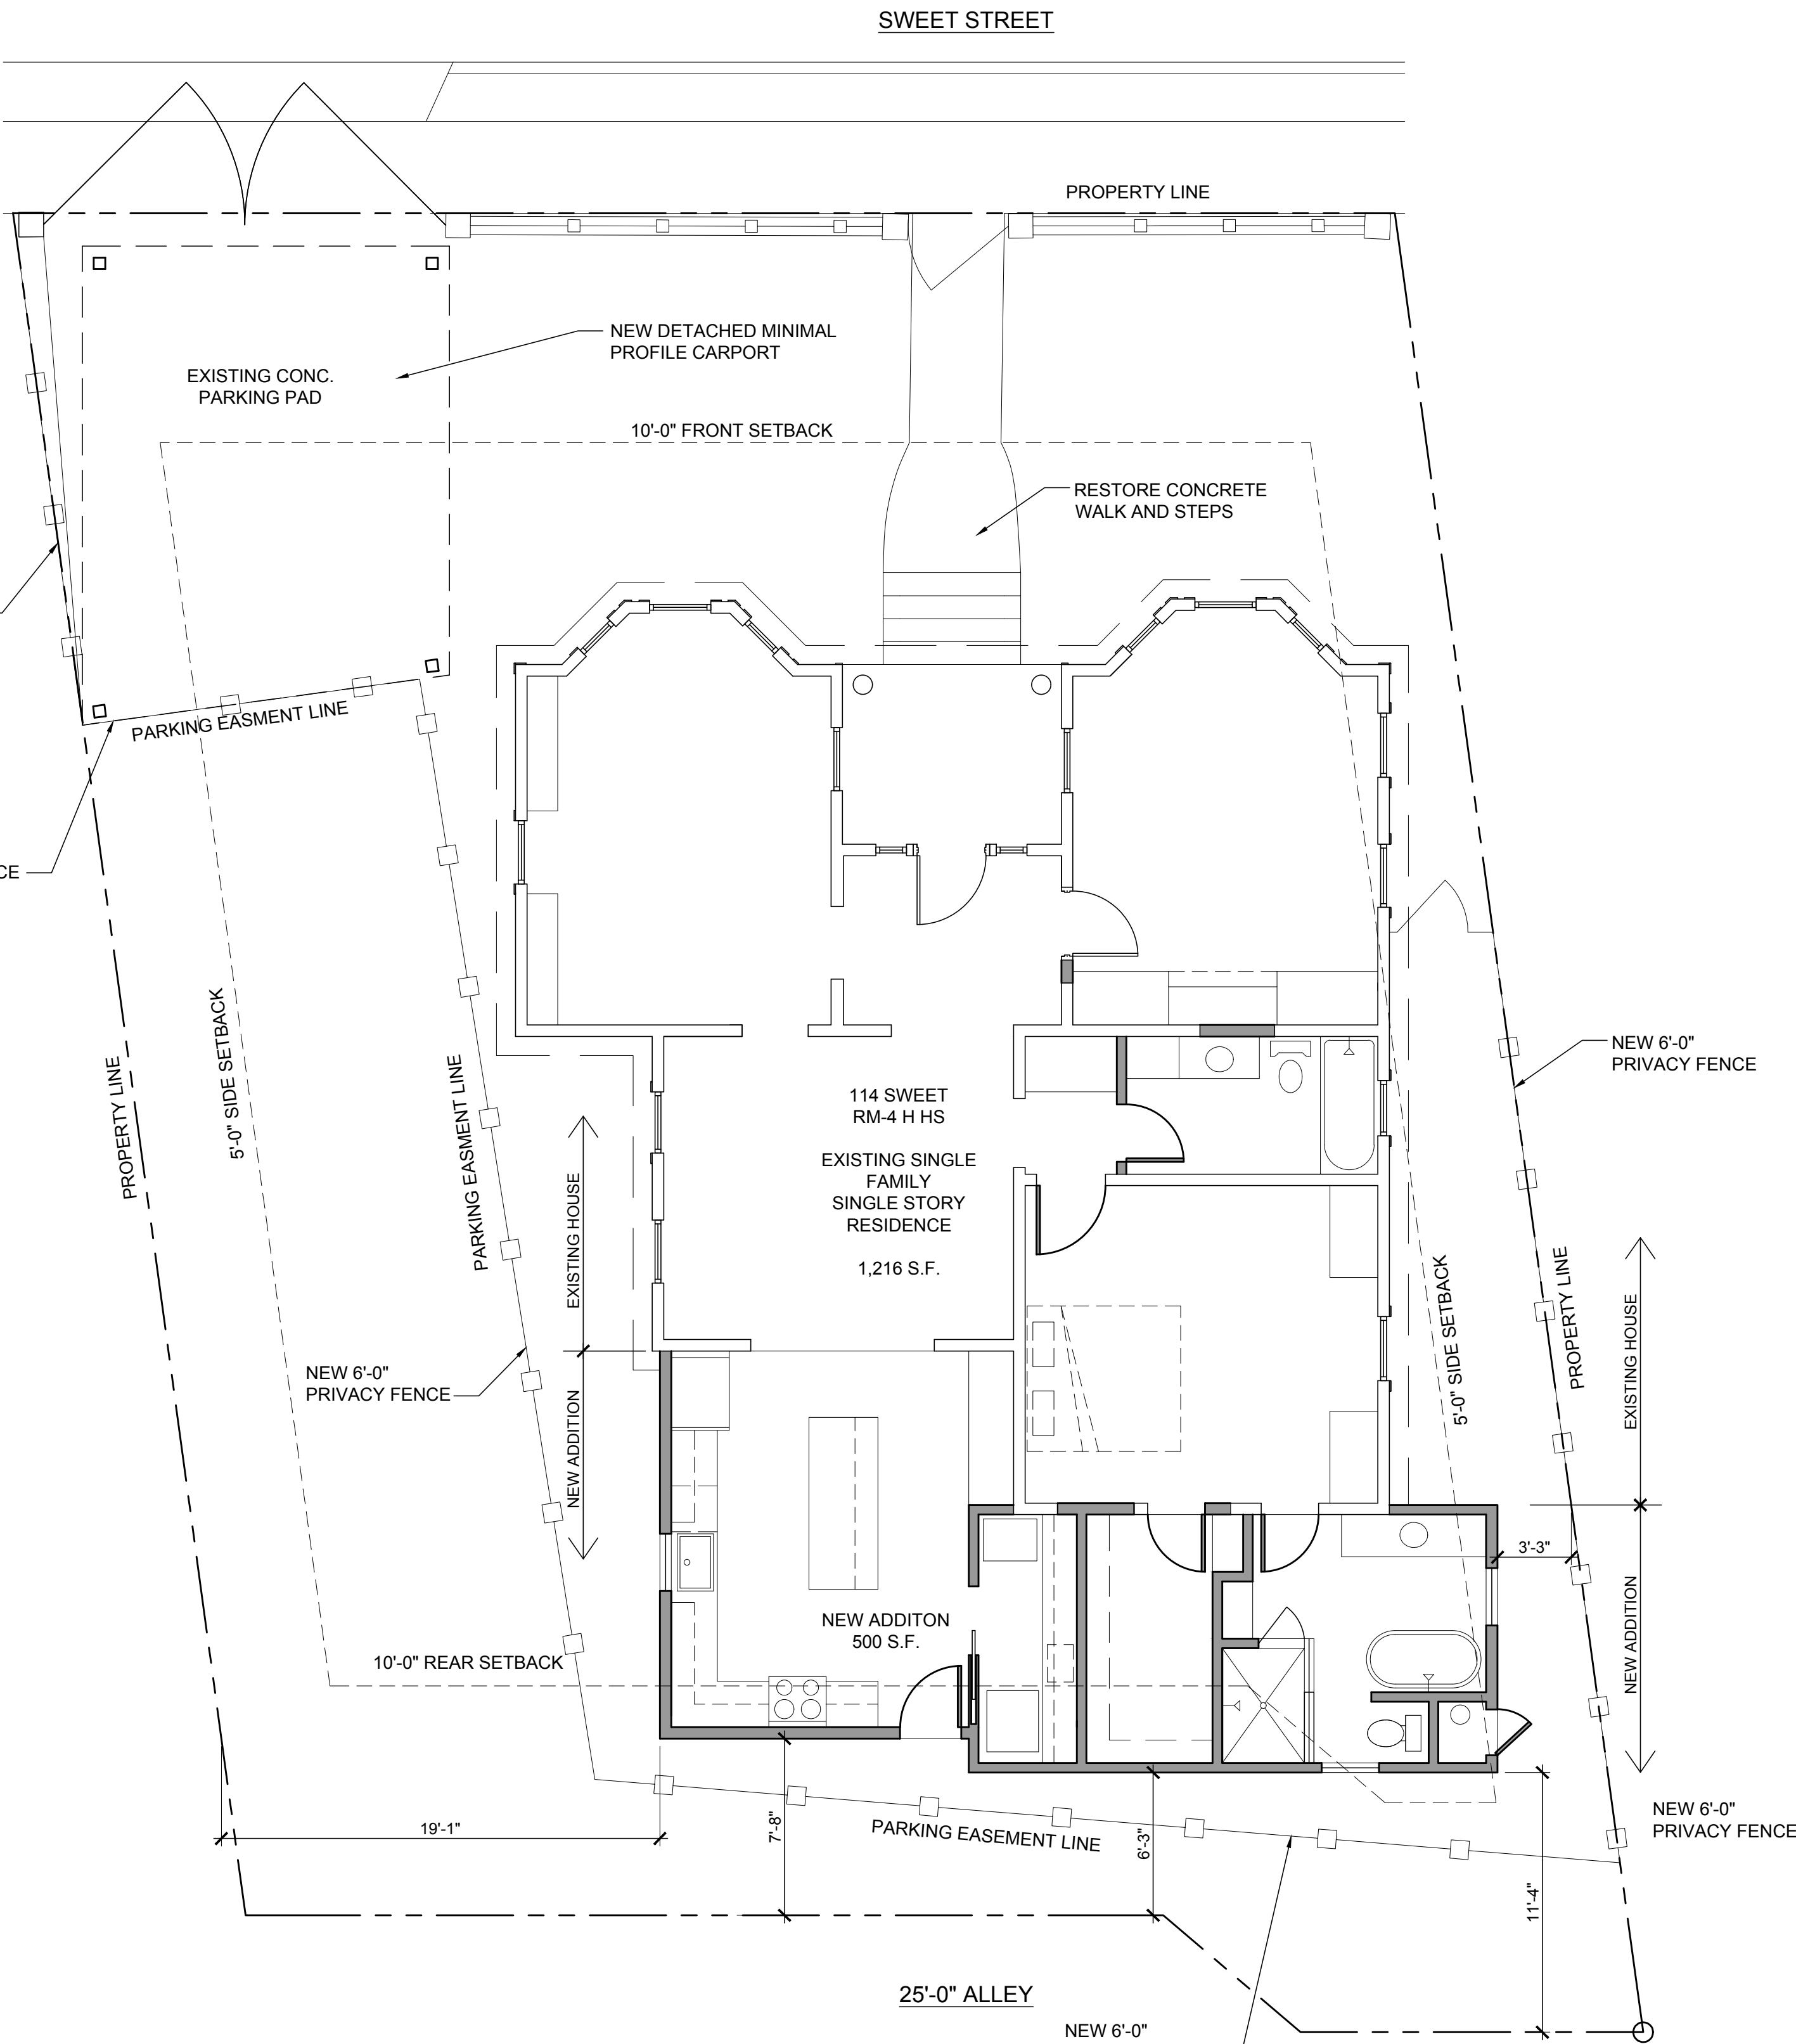 SWEET STREET
PROPERTY LINE
NEW DETACHED MINIMAL
PROFILE CARPORT
EXISTING CONC.
PARKING PAD
10'-0" FRONT SETBACK
RESTORE CONCRETE
WALK AND STEPS
PARKING EASMENT LINE
CE
PROPERTY LINE
5'-0" SIDE SETBACK
PARKING EASMENT LINE
EXISTING HOUSE
NEW ADDITION
114 SWEET
RM-4 H HS
EXISTING SINGLE
FAMILY
SINGLE STORY
RESIDENCE
1,216 S.F.
NEW 6'-0"
PRIVACY FENCE
5'-0" SIDE SETBACK
PROPERTY LINE
EXISTING HOUSE
NEW ADDITION
NEW 6'-0"
PRIVACY FENCE
3'-3"
NEW ADDITON
500 S.F.
10'-0" REAR SETBACK
19'-1"
7'-8"
PARKING EASEMENT LINE
6'-3"
11'-4"
NEW 6'-0"
PRIVACY FENCE
25'-0" ALLEY
NEW 6'-0"